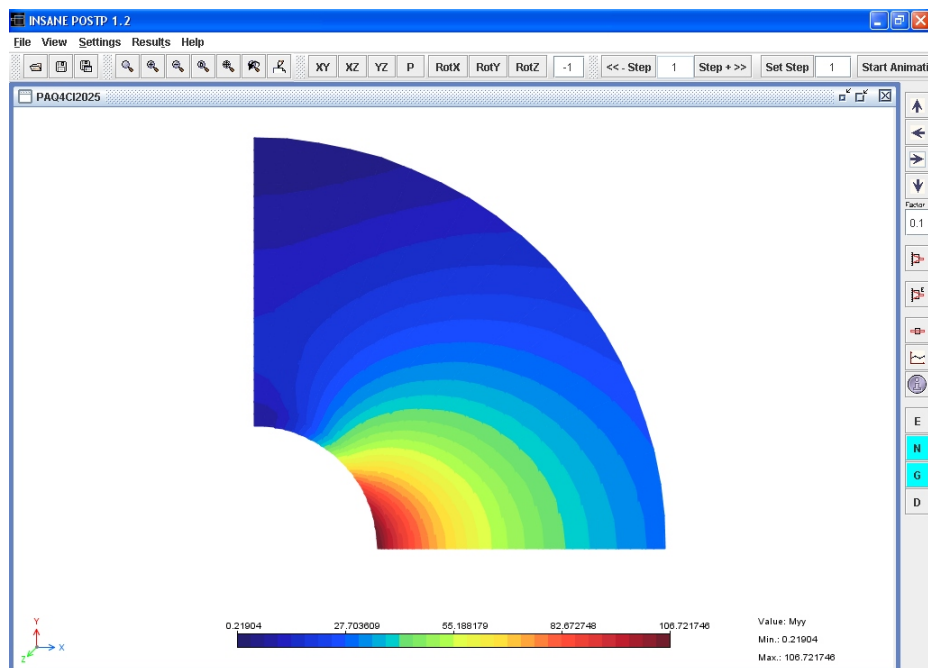 INSANE POSTP 1.2
File View Settings Results Help
XY XZ YZ P RotX RotY RotZ -1 << - Step 1 Step + >> Set Step 1 Start Animati
PAQ4CI2025
Factor
0.1
E
N
G
D
Y
X
Z
0.21904 27.703609 55.188179 82.672748 106.721746
Value: Myy
Min.: 0.21904
Max.: 106.721746